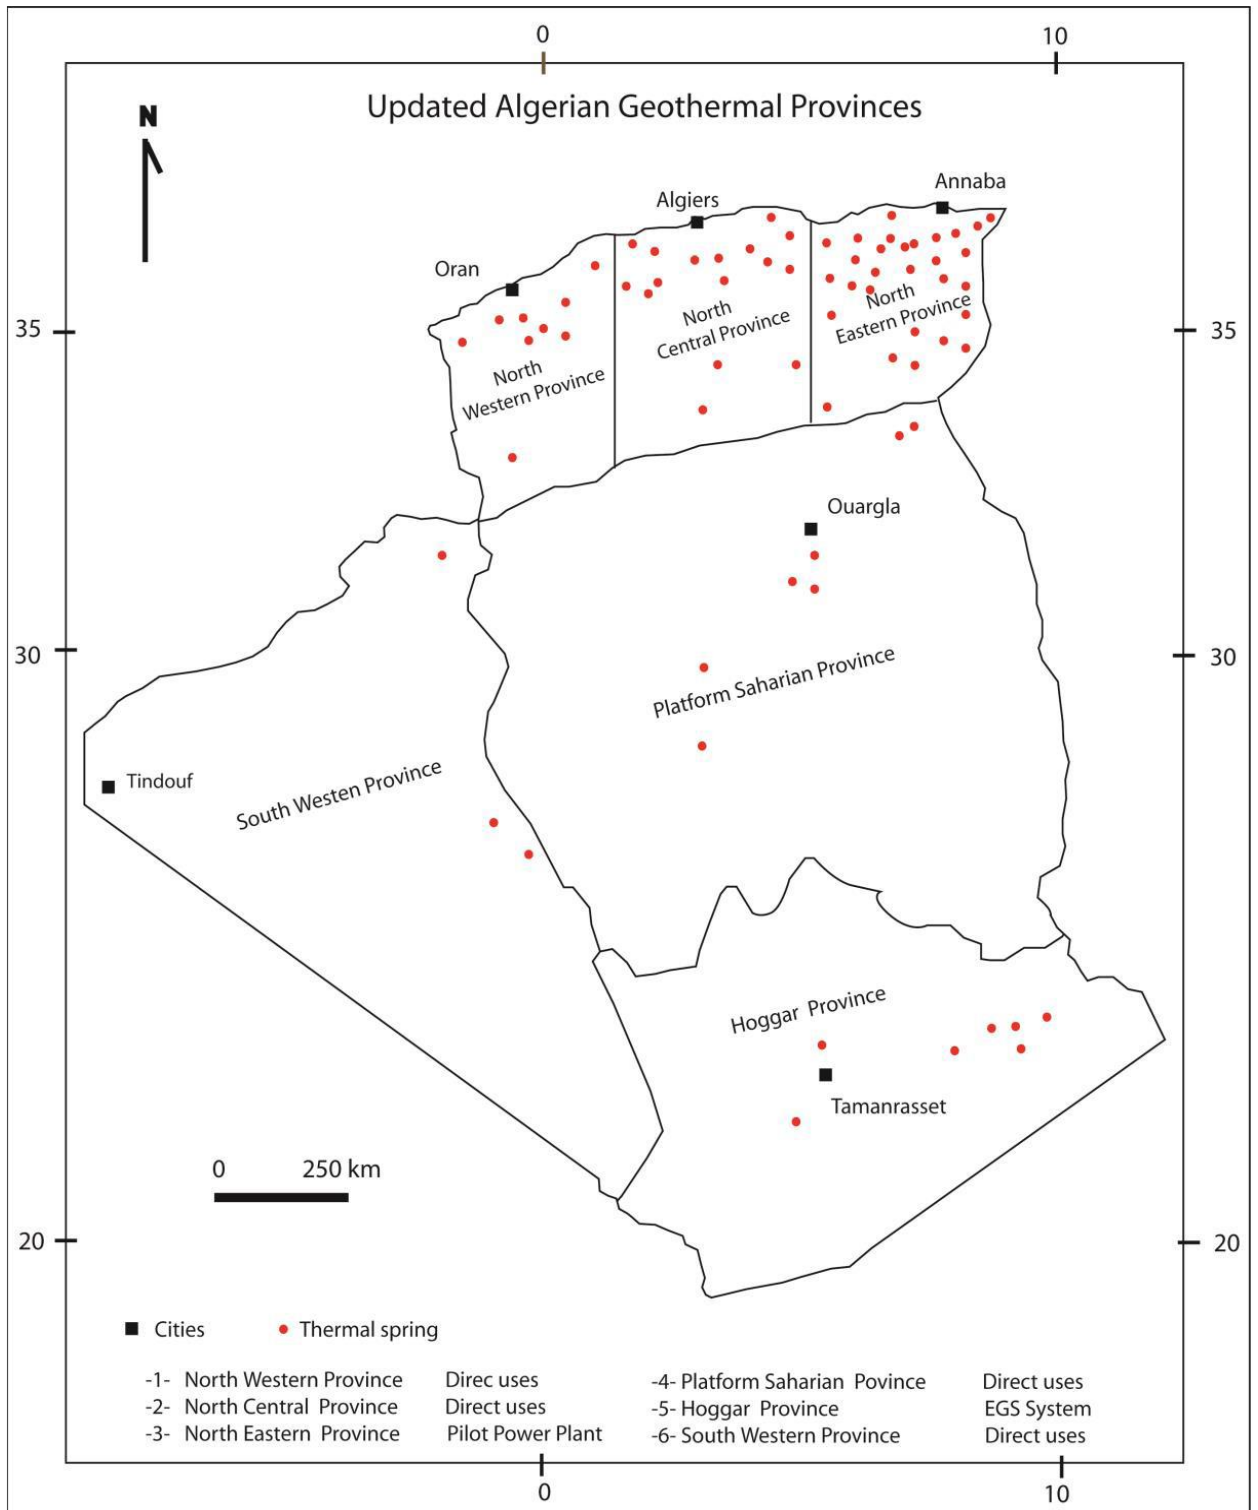 0 10
Updated Algerian Geothermal Provinces
N
Annaba
Algiers
Oran
North
Eastern Province
North
Central Province
35 35
North
Western Province
Ouargla
30 30
Platform Saharian Province
Tindouf
South Westen Province
Hoggar Province
Tamanrasset
0 250 km
20 20
Cities Thermal spring
-1- North Western Province Direc uses
-2- North Central Province Direct uses
-3- North Eastern Province Pilot Power Plant
-4- Platform Saharian Povince Direct uses
-5- Hoggar Province EGS System
-6- South Western Province Direct uses
0 10